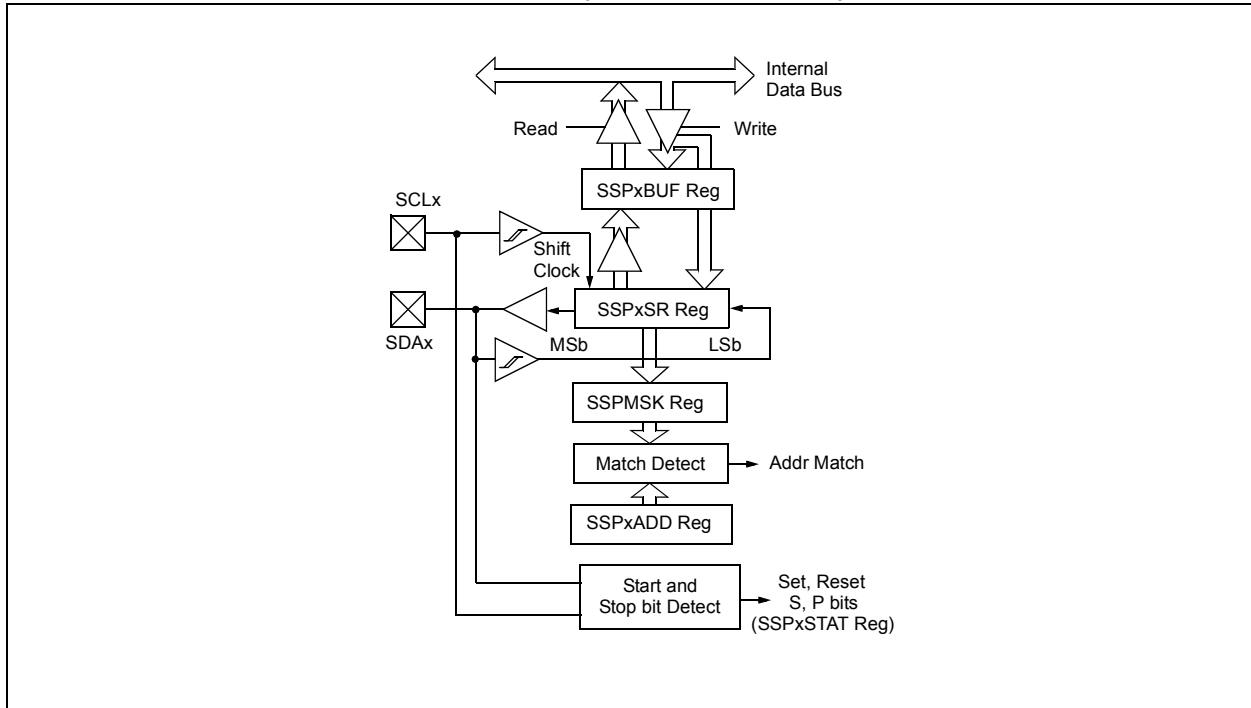 Internal
Data Bus
Read
Write
SSPxBUF Reg
SCLx
Shift
Clock
SSPxSR Reg
SDAx
MSb
LSb
SSPMSK Reg
Match Detect
Addr Match
SSPxADD Reg
Start and
Stop bit Detect
Set, Reset
S, P bits
(SSPxSTAT Reg)